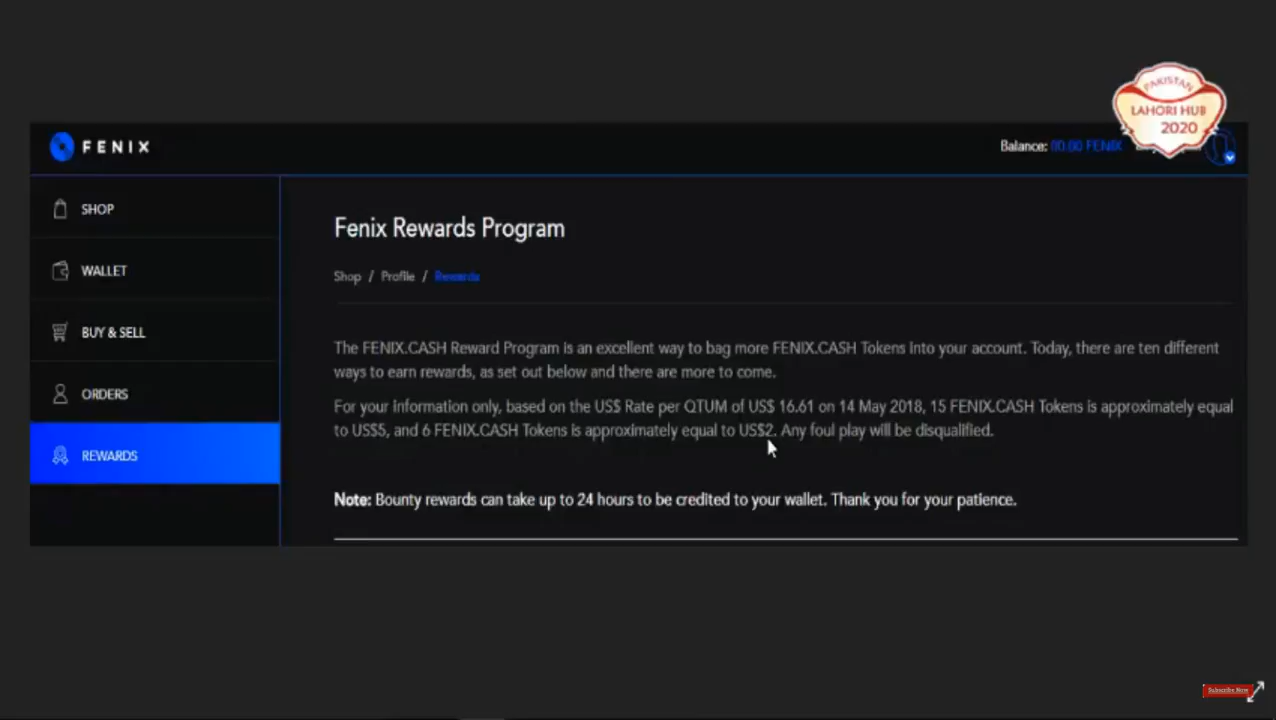 PAKISTAN
LAHORI HUB
2020
FENIX
Balance: 00.00 FENIX
SHOP
WALLET
BUY & SELL
ORDERS
REWARDS
Fenix Rewards Program
Shop / Profile / Rewards
The FENIX.CASH Reward Program is an excellent way to bag more FENIX.CASH Tokens into your account. Today, there are ten different
ways to earn rewards, as set out below and there are more to come.
For your information only, based on the US$ Rate per QTUM of US$ 16.61 on 14 May 2018, 15 FENIX.CASH Tokens is approximately equal
to US$5, and 6 FENIX.CASH Tokens is approximately equal to US$2. Any foul play will be disqualified.
Note: Bounty rewards can take up to 24 hours to be credited to your wallet. Thank you for your patience.
Subscribe Now